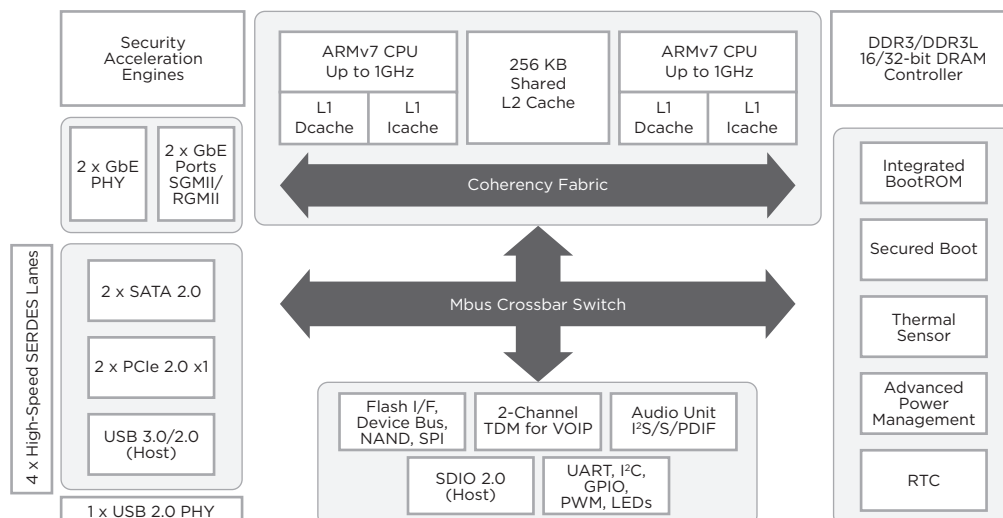 Security
Acceleration
Engines
ARMv7 CPU
Up to 1GHz
L1
Dcache
L1
Icache
256 KB
Shared
L2 Cache
ARMv7 CPU
Up to 1GHz
L1
Dcache
L1
Icache
Coherency Fabric
DDR3/DDR3L
16/32-bit DRAM
Controller
2 x GbE
PHY
2 x GbE
Ports
SGMII/
RGMII
4 x High-Speed SERDES Lanes
2 x SATA 2.0
2 x PCIe 2.0 x1
USB 3.0/2.0
(Host)
1 x USB 2.0 PHY
Mbus Crossbar Switch
Flash I/F,
Device Bus,
NAND, SPI
2-Channel
TDM for VOIP
Audio Unit
I²S/S/PDIF
SDIO 2.0
(Host)
UART, I²C,
GPIO,
PWM, LEDs
Integrated
BootROM
Secured Boot
Thermal
Sensor
Advanced
Power
Management
RTC